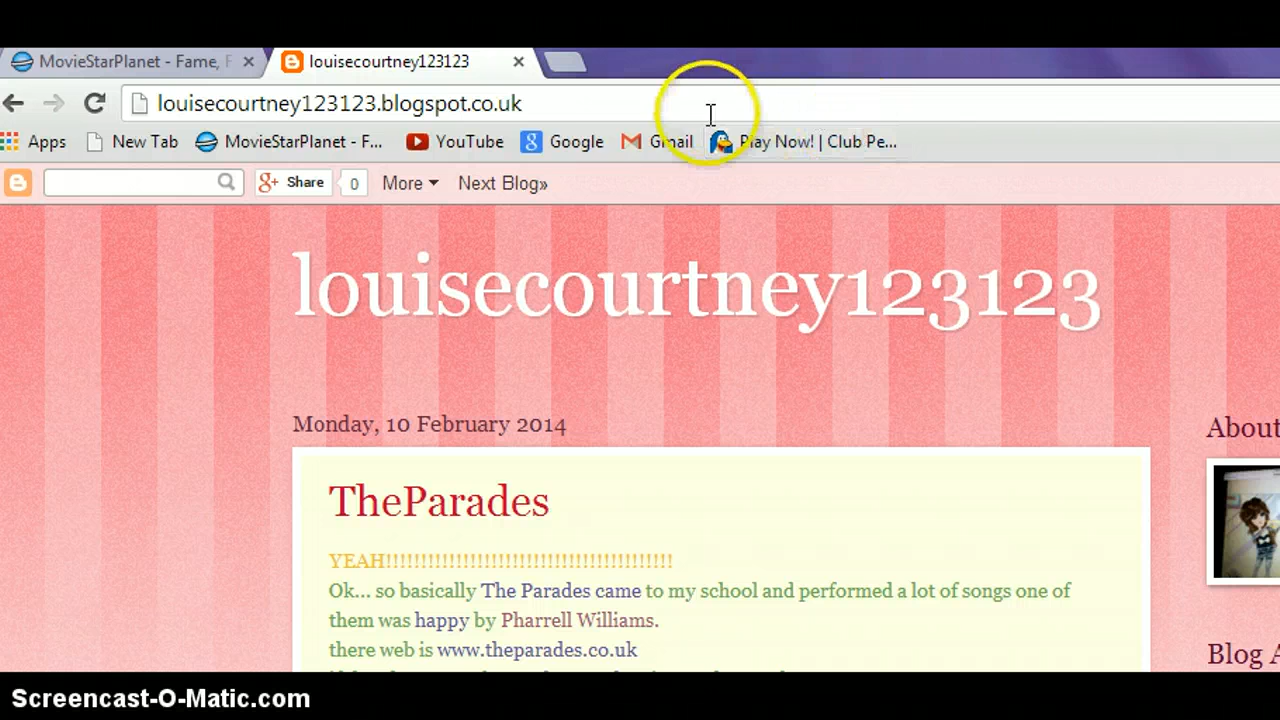 MovieStarPlanet - Fame, F
louisecourtney123123
louisecourtney123123.blogspot.co.uk
Apps New Tab MovieStarPlanet - F... YouTube Google Gmail Play Now! | Club Pe...
Share 0 More Next Blog»
louisecourtney123123
Monday, 10 February 2014
About
TheParades
YEAH!!!!!!!!!!!!!!!!!!!!!!!!!!!!!!!!!!!!!!!!!
Ok... so basically The Parades came to my school and performed a lot of songs one of
them was happy by Pharrell Williams.
there web is www.theparades.co.uk
Blog A
Screencast-O-Matic.com